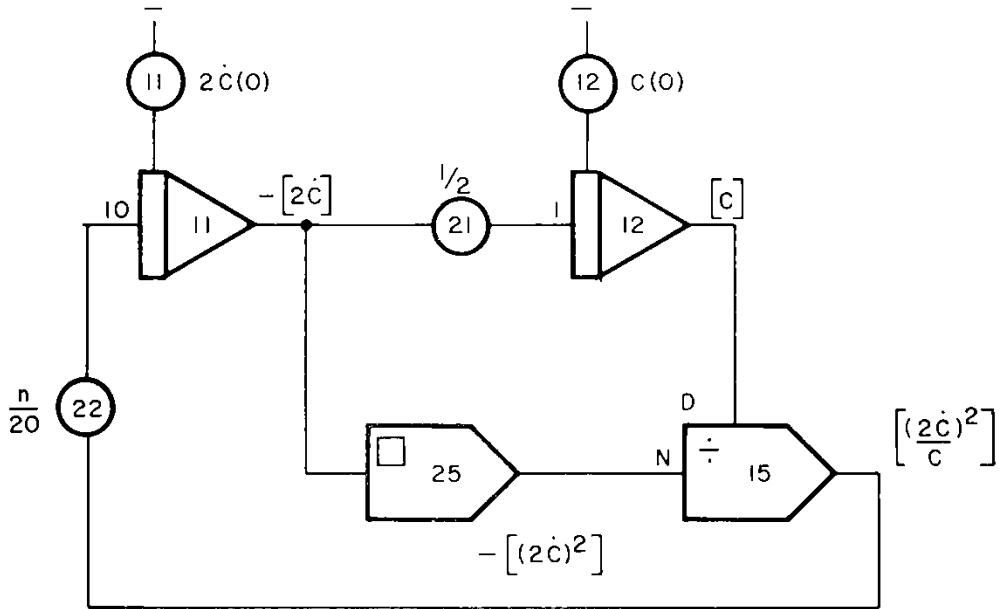 −
−
11
2Ċ(0)
12
C(0)
10
11
−[2Ċ]
1/2
21
1
12
[C]
n/20
22
25
N
D
÷
15
[(2Ċ)²/C]
−[(2Ċ)²]